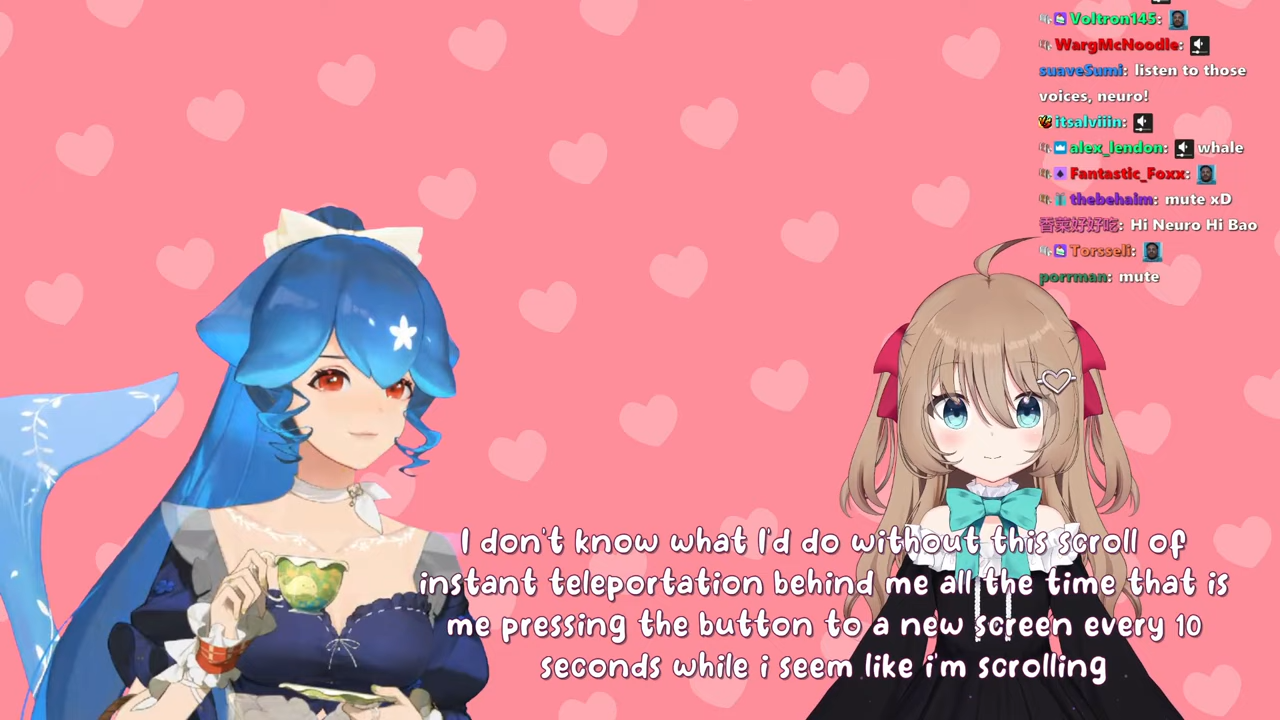 Voltron145:
WargMcNoodle:
suaveSumi: listen to those
voices, neuro!
itsalviiin:
alex_lendon: whale
Fantastic_Foxx:
thebehaim: mute xD
香菜好好吃: Hi Neuro Hi Bao
Torsseli:
porrman: mute
I don't know what I'd do without this scroll of
instant teleportation behind me all the time that is
me pressing the button to a new screen every 10
seconds while i seem like i'm scrolling